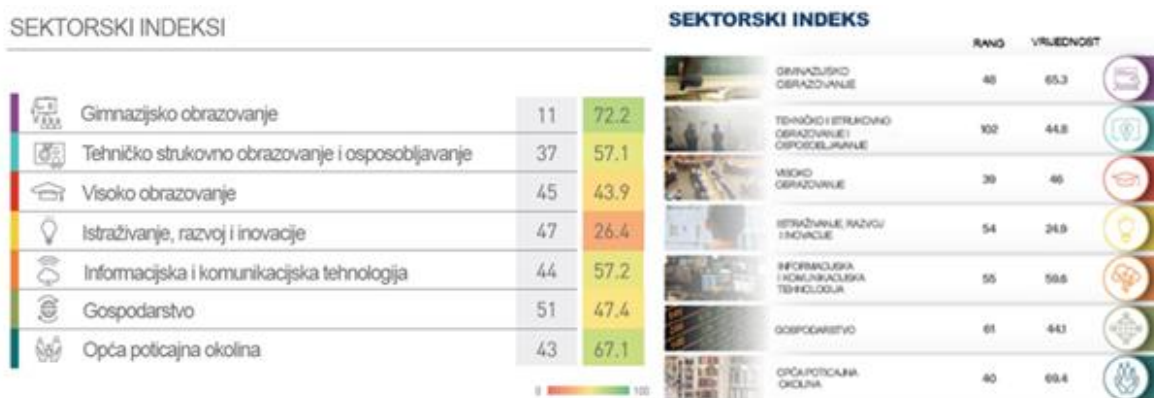 SEKTORSKI INDEKSI
Gimnazijsko obrazovanje 11 72.2
Tehničko strukovno obrazovanje i osposobljavanje 37 57.1
Visoko obrazovanje 45 43.9
Istraživanje, razvoj i inovacije 47 26.4
Informacijska i komunikacijska tehnologija 44 57.2
Gospodarstvo 51 47.4
Opća poticajna okolina 43 67.1
0 100
SEKTORSKI INDEKS
RANG VRIJEDNOST
GIMNAZIJSKO
OBRAZOVANJE 48 65.3
TEHNIČKO I STRUKOVNO
OBRAZOVANJE I
OSPOSOBLJAVANJE 102 44.8
VISOKO
OBRAZOVANJE 39 46
ISTRAŽIVANJE, RAZVOJ
I INOVACIJE 54 24.9
INFORMACIJSKA
I KOMUNIKACIJSKA
TEHNOLOGIJA 55 59.6
GOSPODARSTVO 61 44.1
OPĆA POTICAJNA
OKOLINA 40 69.4